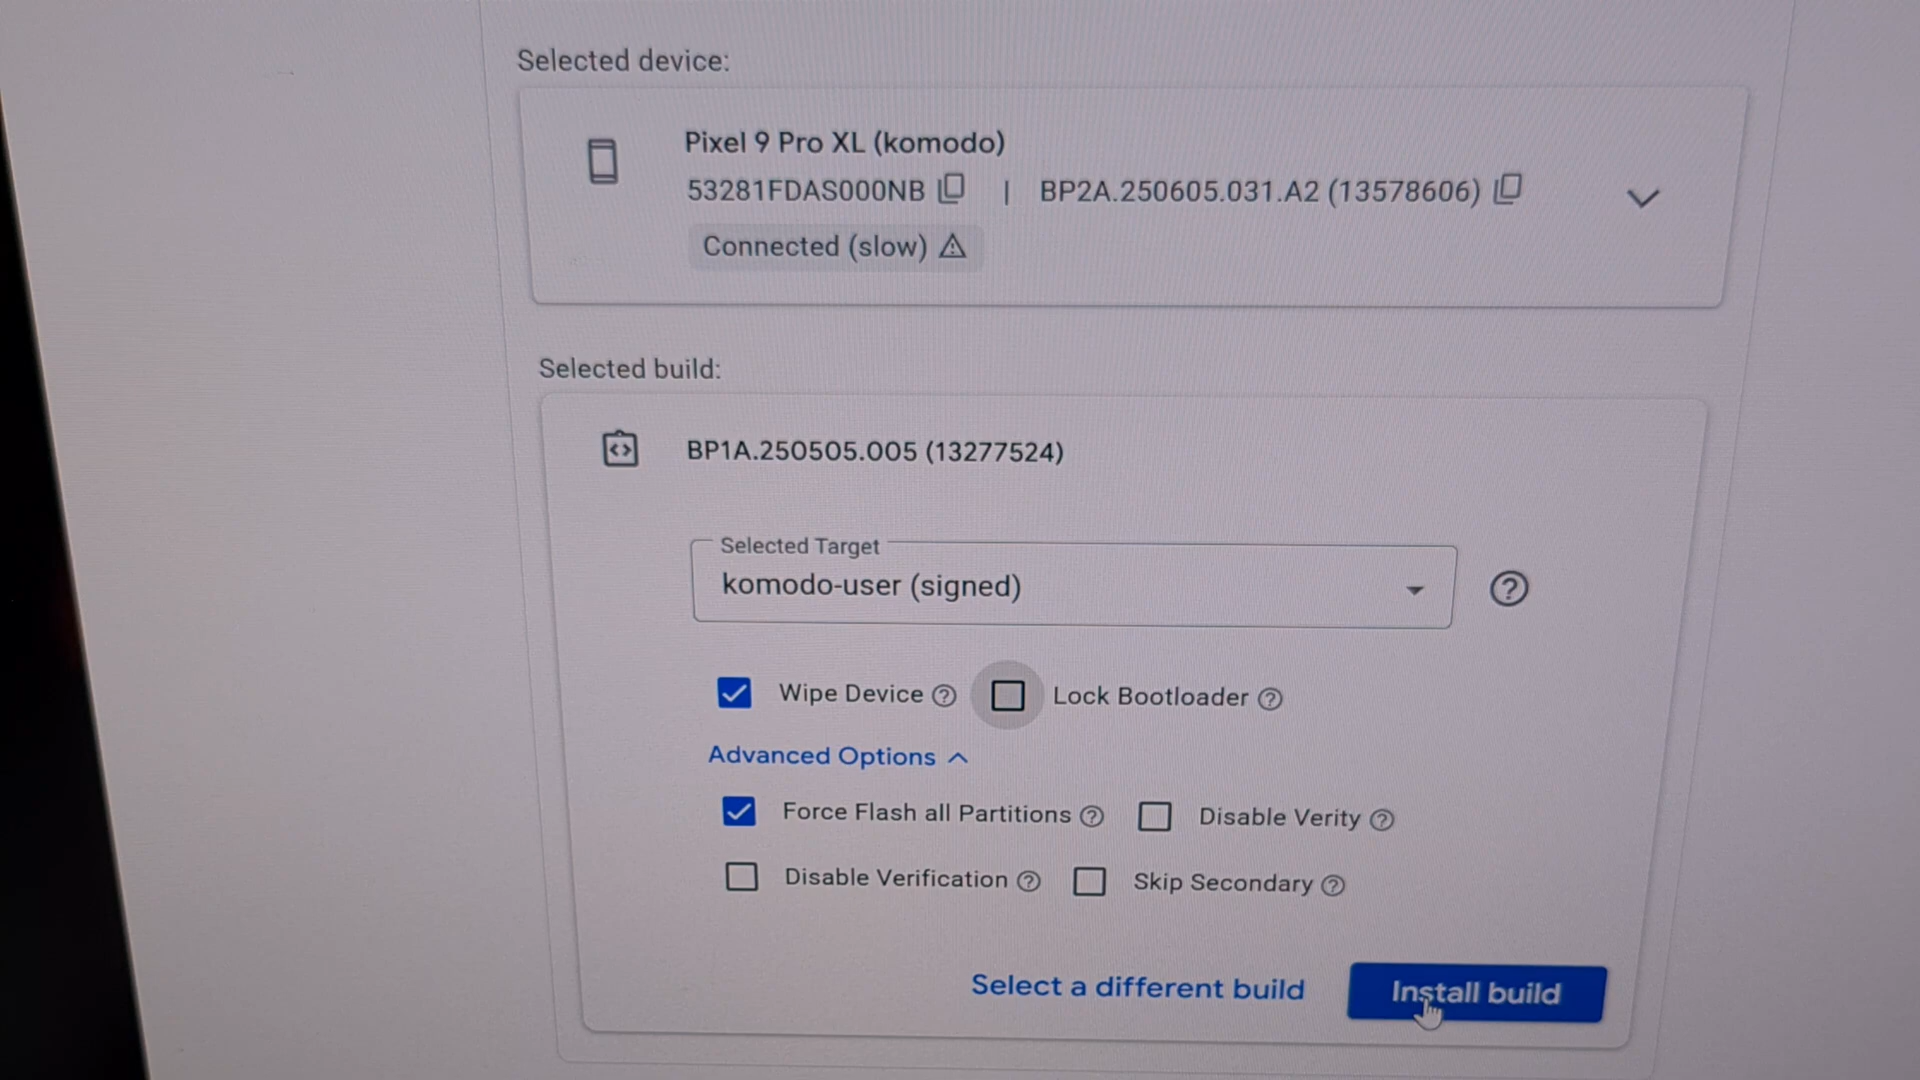 Selected device:
Pixel 9 Pro XL (komodo)
53281FDAS000NB | BP2A.250605.031.A2 (13578606)
Connected (slow)
Selected build:
BP1A.250505.005 (13277524)
Selected Target
komodo-user (signed)
Wipe Device Lock Bootloader
Advanced Options
Force Flash all Partitions Disable Verity
Disable Verification Skip Secondary
Select a different build Install build